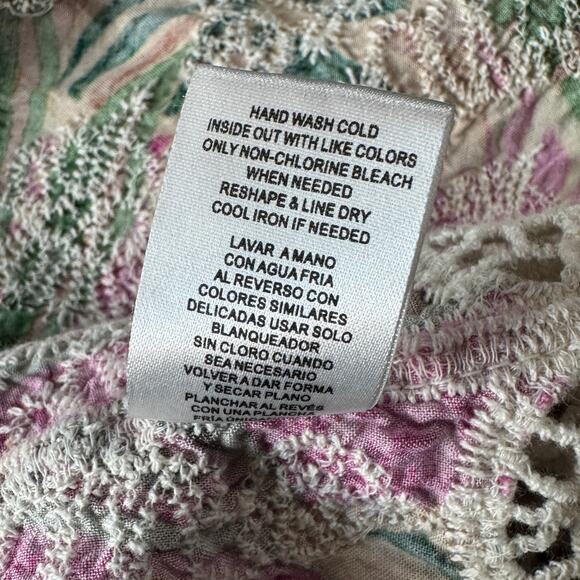 HAND WASH COLD
INSIDE OUT WITH LIKE COLORS
ONLY NON-CHLORINE BLEACH
WHEN NEEDED
RESHAPE & LINE DRY
COOL IRON IF NEEDED
LAVAR A MANO
CON AGUA FRIA
AL REVERSO CON
COLORES SIMILARES
DELICADAS USAR SOLO
BLANQUEADOR
SIN CLORO CUANDO
SEA NECESARIO
VOLVER A DAR FORMA
Y SECAR PLANO
PLANCHAR AL REVÉS
CON UNA PLANCHA
FRÍA